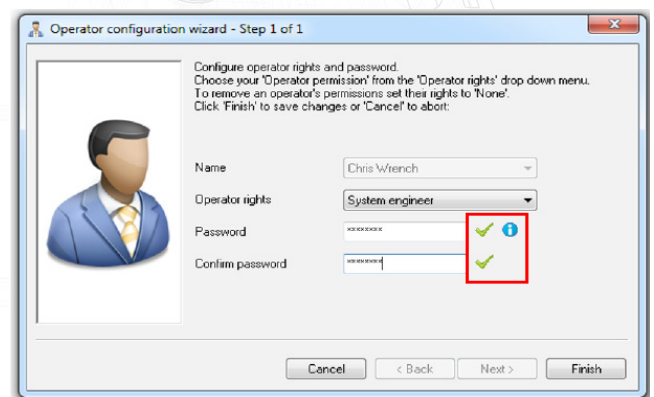 Operator configuration wizard - Step 1 of 1
Configure operator rights and password.
Choose your 'Operator permission' from the 'Operator rights' drop down menu.
To remove an operator's permissions set their rights to 'None'.
Click 'Finish' to save changes or 'Cancel' to abort:
Name
Chris Wrench
Operator rights
System engineer
Password
********
Confirm password
********
Cancel
< Back
Next >
Finish